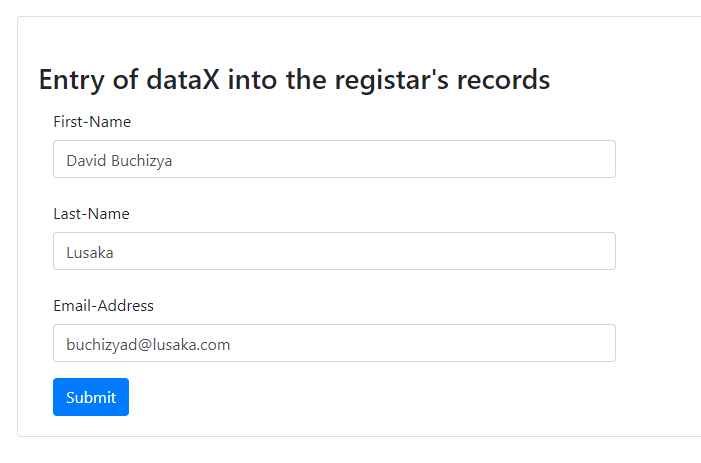 Entry of dataX into the registar's records
First-Name
David Buchizya
Last-Name
Lusaka
Email-Address
buchizyad@lusaka.com
Submit